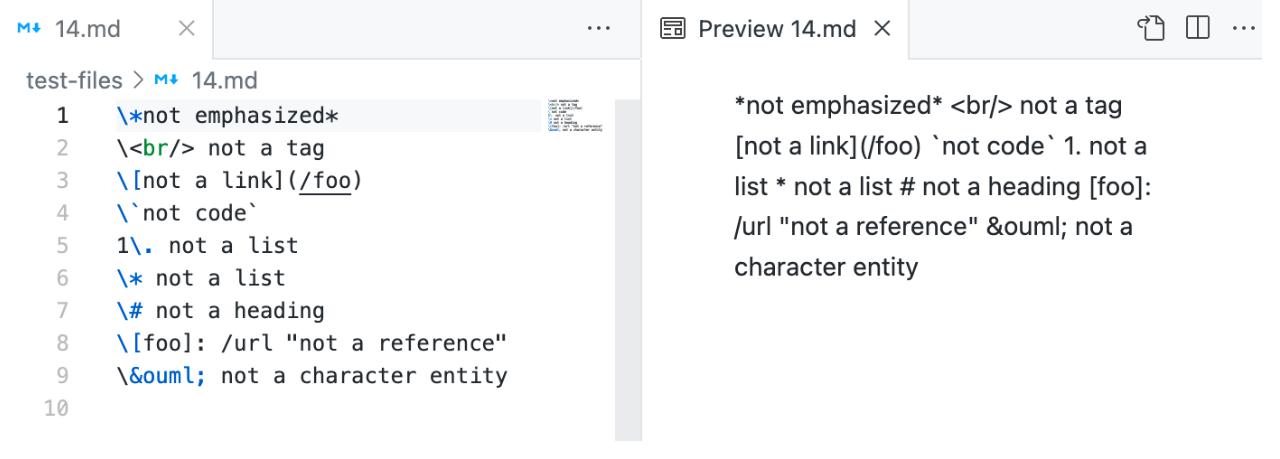 M↓ 14.md
Preview 14.md
test-files > M↓ 14.md
1 \*not emphasized*
2 \<br/> not a tag
3 \[not a link](/foo)
4 \`not code`
5 1\. not a list
6 \* not a list
7 \# not a heading
8 \[foo]: /url "not a reference"
9 \&ouml; not a character entity
10
*not emphasized* <br/> not a tag
[not a link](/foo) `not code` 1. not a
list * not a list # not a heading [foo]:
/url "not a reference" &ouml; not a
character entity